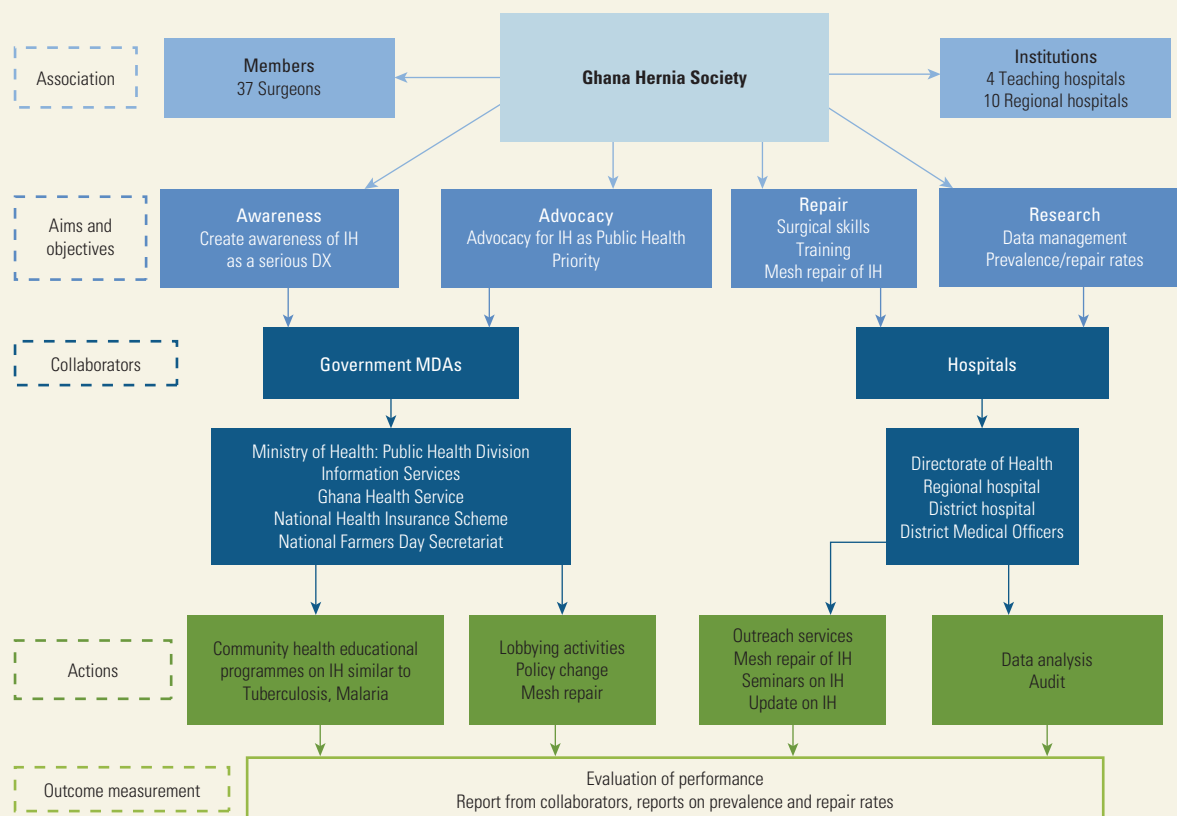 Association
Members
37 Surgeons
Ghana Hernia Society
Institutions
4 Teaching hospitals
10 Regional hospitals
Aims and
objectives
Awareness
Create awareness of IH
as a serious DX
Advocacy
Advocacy for IH as Public Health
Priority
Repair
Surgical skills
Training
Mesh repair of IH
Research
Data management
Prevalence/repair rates
Collaborators
Government MDAs
Hospitals
Ministry of Health: Public Health Division
Information Services
Ghana Health Service
National Health Insurance Scheme
National Farmers Day Secretariat
Directorate of Health
Regional hospital
District hospital
District Medical Officers
Actions
Community health educational
programmes on IH similar to
Tuberculosis, Malaria
Lobbying activities
Policy change
Mesh repair
Outreach services
Mesh repair of IH
Seminars on IH
Update on IH
Data analysis
Audit
Outcome measurement
Evaluation of performance
Report from collaborators, reports on prevalence and repair rates